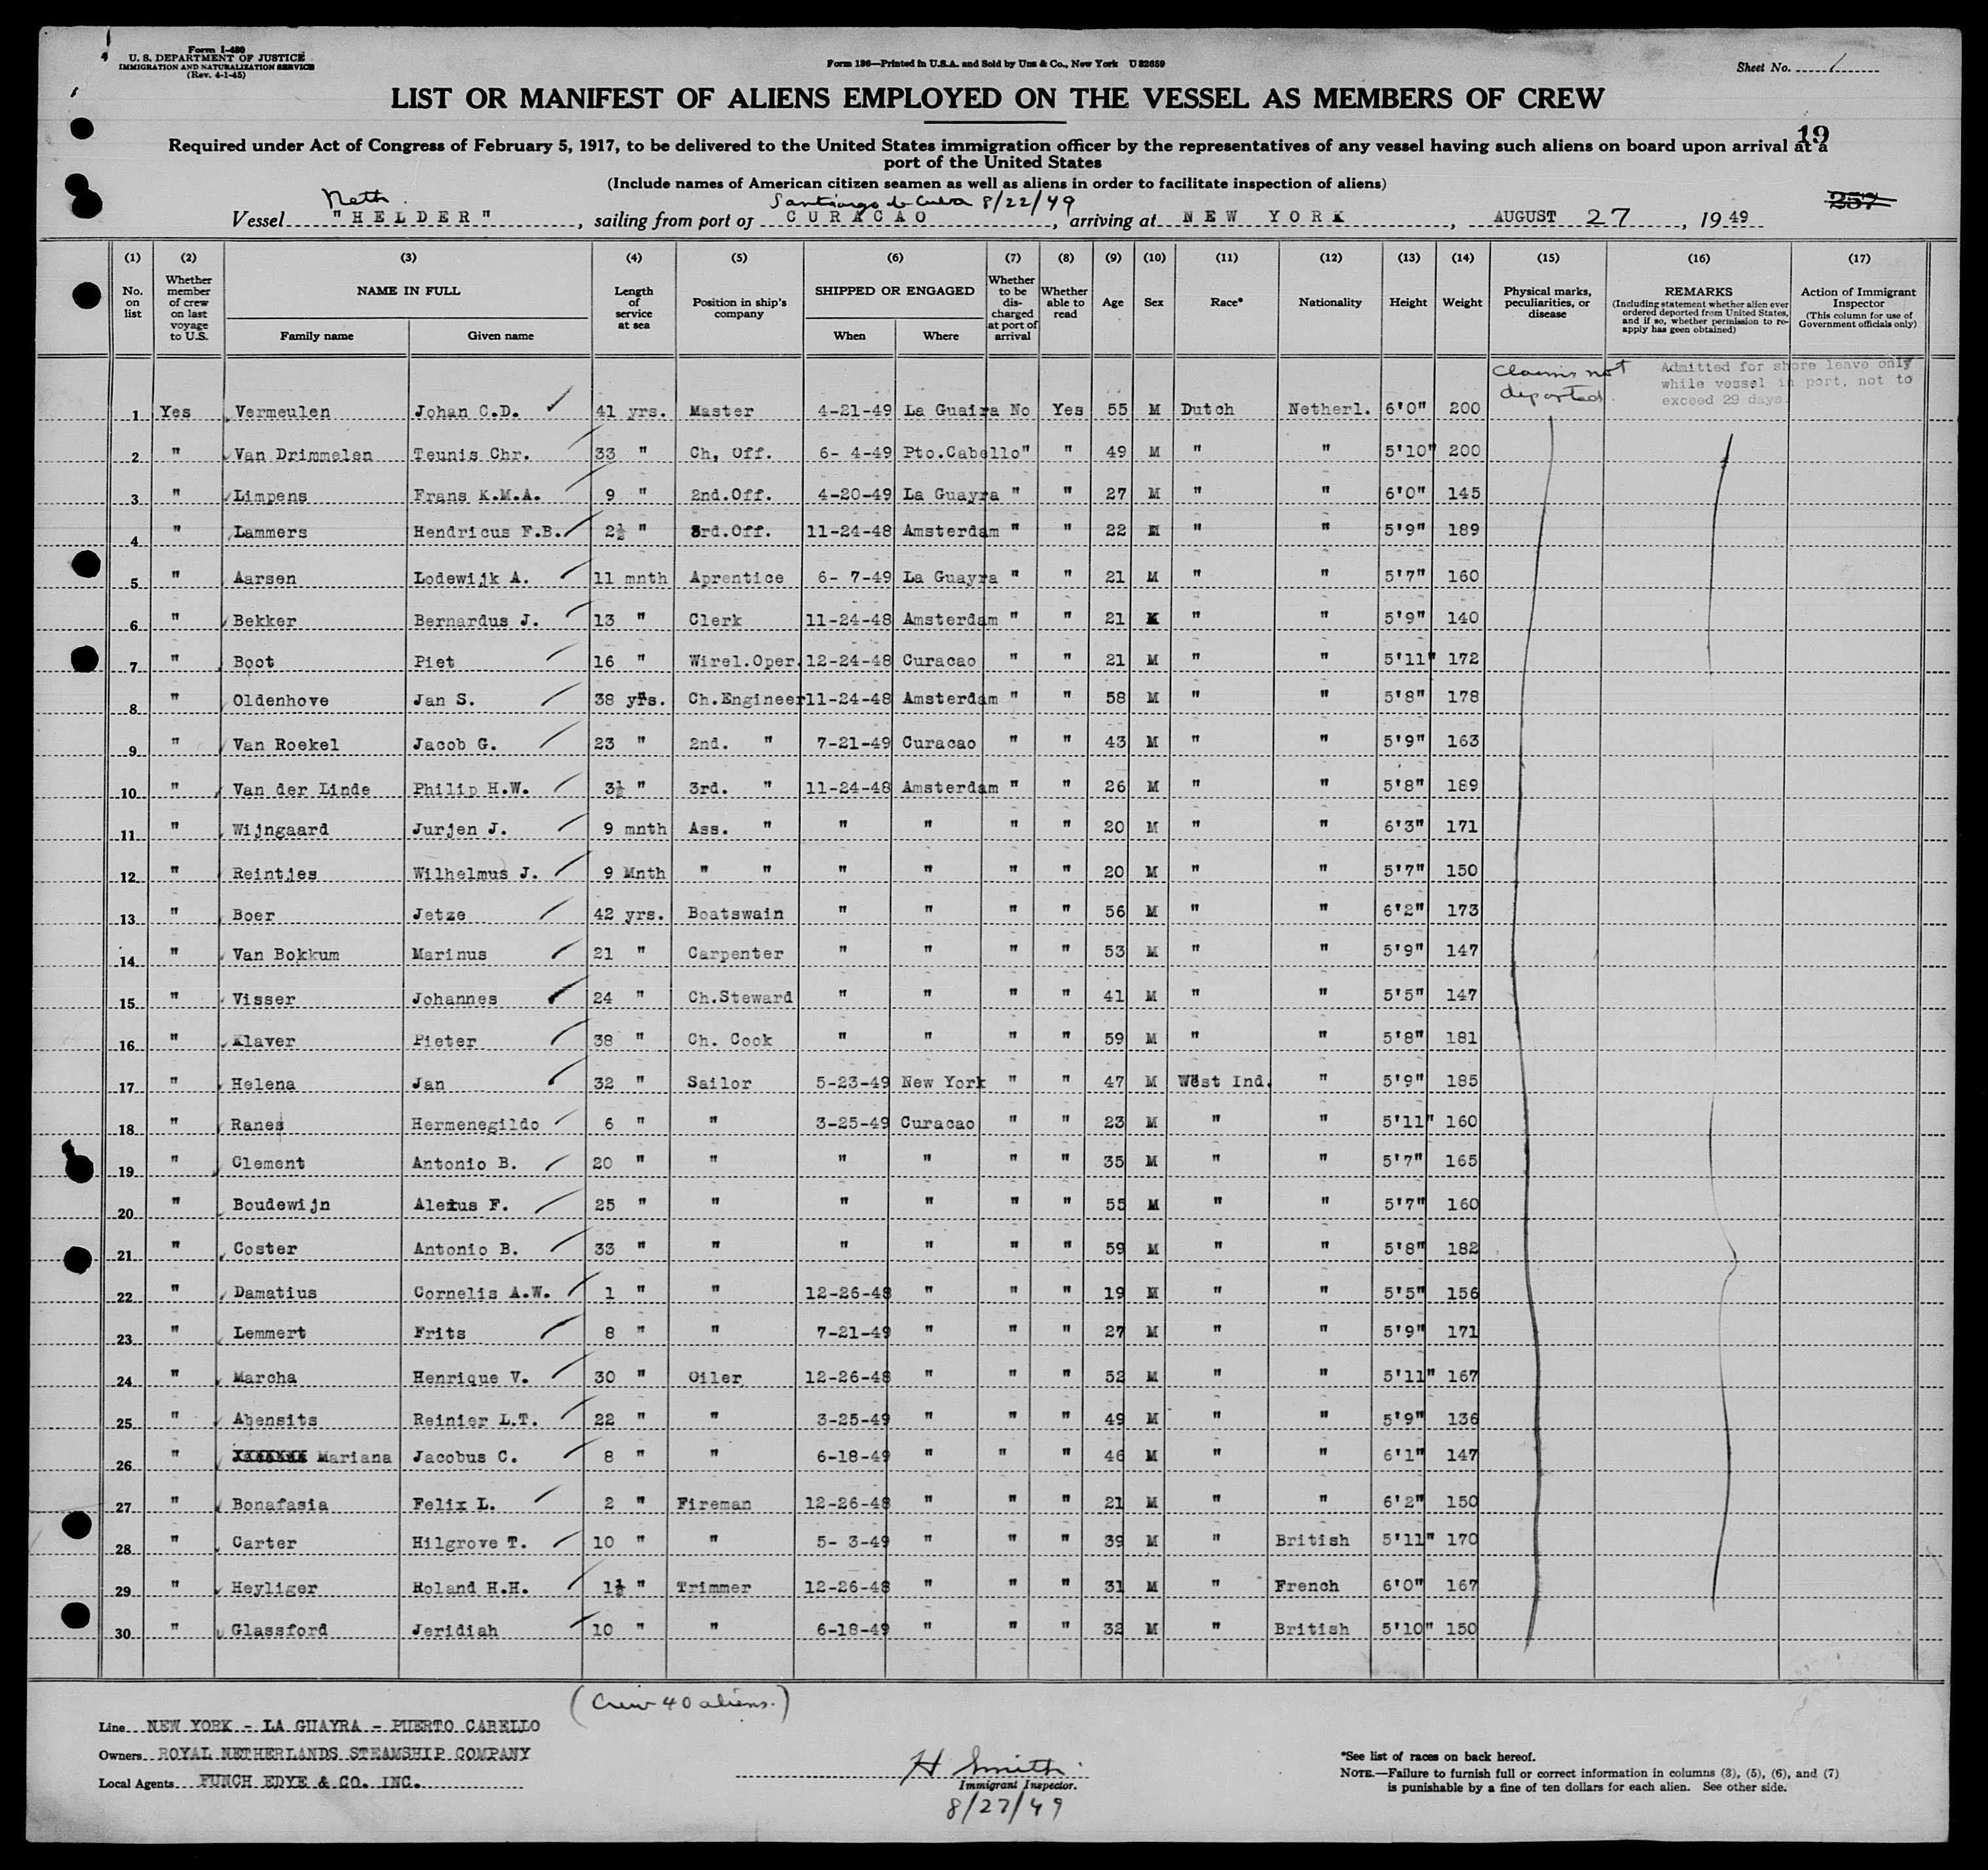 Form I-480
U. S. DEPARTMENT OF JUSTICE
IMMIGRATION AND NATURALIZATION SERVICE
(Rev. 4-1-45)
Form 136—Printed in U.S.A. and Sold by Unz & Co., New York U 82659
Sheet No. 1
LIST OR MANIFEST OF ALIENS EMPLOYED ON THE VESSEL AS MEMBERS OF CREW
19
Required under Act of Congress of February 5, 1917, to be delivered to the United States immigration officer by the representatives of any vessel having such aliens on board upon arrival at a
port of the United States
(Include names of American citizen seamen as well as aliens in order to facilitate inspection of aliens)
Neth. Santiago de Cuba 8/22/49
257
Vessel "HELDER", sailing from port of CURACAO, arriving at NEW YORK, AUGUST 27, 19 49
(1) (2) (3) (4) (5) (6) (7) (8) (9) (10) (11) (12) (13) (14) (15) (16) (17)
No. on list
Whether member of crew on last voyage to U.S.
NAME IN FULL
Family name Given name
Length of service at sea
Position in ship's company
SHIPPED OR ENGAGED
When Where
Whether to be discharged at port of arrival
Whether able to read
Age Sex Race* Nationality Height Weight
Physical marks, peculiarities, or disease
REMARKS
(Including statement whether alien ever ordered deported from United States, and if so, whether permission to re-apply has geen obtained)
Action of Immigrant Inspector
(This column for use of Government officials only)
Claims not deported.
Admitted for shore leave only
while vessel in port, not to
exceed 29 days.
1 Yes Vermeulen Johan C.D. 41 yrs. Master 4-21-49 La Guaira No Yes 55 M Dutch Netherl. 6'0" 200
2 " Van Drimmelen Teunis Chr. 33 " Ch, Off. 6- 4-49 Pto.Cabello " " 49 M " " 5'10" 200
3 " Limpens Frans K.M.A. 9 " 2nd.Off. 4-20-49 La Guayra " " 27 M " " 6'0" 145
4 " Lammers Hendricus F.B. 2½ " 3rd.Off. 11-24-48 Amsterdam " " 22 M " " 5'9" 189
5 " Aarsen Lodewijk A. 11 mnth Aprentice 6- 7-49 La Guayra " " 21 M " " 5'7" 160
6 " Bekker Bernardus J. 13 " Clerk 11-24-48 Amsterdam " " 21 M " " 5'9" 140
7 " Boot Piet 16 " Wirel.Oper. 12-24-48 Curacao " " 21 M " " 5'11" 172
8 " Oldenhove Jan S. 38 yrs. Ch.Engineer 11-24-48 Amsterdam " " 58 M " " 5'8" 178
9 " Van Roekel Jacob G. 23 " 2nd. " 7-21-49 Curacao " " 43 M " " 5'9" 163
10 " Van der Linde Philip H.W. 3½ " 3rd. " 11-24-48 Amsterdam " " 26 M " " 5'8" 189
11 " Wijngaard Jurjen J. 9 mnth Ass. " " " " " 20 M " " 6'3" 171
12 " Reintjes Wilhelmus J. 9 Mnth " " " " " " 20 M " " 5'7" 150
13 " Boer Jetze 42 yrs. Boatswain " " " " 56 M " " 6'2" 173
14 " Van Bokkum Marinus 21 " Carpenter " " " " 53 M " " 5'9" 147
15 " Visser Johannes 24 " Ch.Steward " " " " 41 M " " 5'5" 147
16 " Klaver Pieter 38 " Ch. Cook " " " " 59 M " " 5'8" 181
17 " Helena Jan 32 " Sailor 5-23-49 New York " " 47 M West Ind. " 5'9" 185
18 " Ranes Hermenegildo 6 " " 3-25-49 Curacao " " 23 M " " 5'11" 160
19 " Clement Antonio B. 20 " " " " " " 35 M " " 5'7" 165
20 " Boudewijn Alexus F. 25 " " " " " " 55 M " " 5'7" 160
21 " Coster Antonio B. 33 " " " " " " 59 M " " 5'8" 182
22 " Damatius Cornelis A.W. 1 " " 12-26-48 " " " 19 M " " 5'5" 156
23 " Lemmert Frits 8 " " 7-21-49 " " " 27 M " " 5'9" 171
24 " Marcha Henrique V. 30 " Oiler 12-26-48 " " " 52 M " " 5'11" 167
25 " Abensits Reinier L.T. 22 " " 3-25-49 " " " 49 M " " 5'9" 136
26 " Mariana Jacobus C. 8 " " 6-18-49 " " " 46 M " " 6'1" 147
27 " Bonafasia Felix L. 2 " Fireman 12-26-48 " " " 21 M " " 6'2" 150
28 " Carter Hilgrove T. 10 " " 5- 3-49 " " " 39 M " British 5'11" 170
29 " Heyliger Roland H.H. 1½ " Trimmer 12-26-48 " " " 31 M " French 6'0" 167
30 " Glassford Jeridiah 10 " " 6-18-49 " " " 32 M " British 5'10" 150
(Crew 40 aliens.)
Line NEW YORK - LA GUAYRA - PUERTO CABELLO
Owners ROYAL NETHERLANDS STEAMSHIP COMPANY
Local Agents FUNCH EDYE & CO. INC.
H Smith
Immigrant Inspector.
8/27/49
*See list of races on back hereof.
NOTE.—Failure to furnish full or correct information in columns (3), (5), (6), and (7)
is punishable by a fine of ten dollars for each alien. See other side.